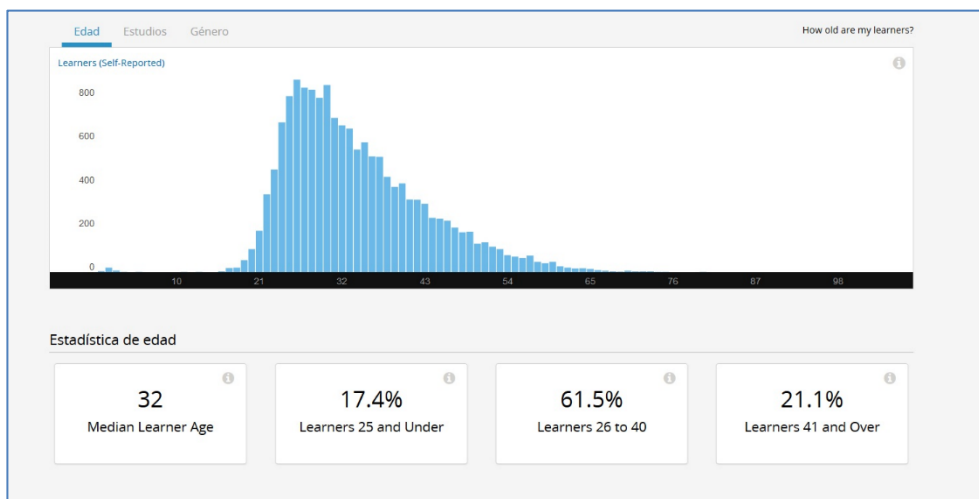 Edad Estudios Género How old are my learners?
Learners (Self-Reported)
800
600
400
200
0
10 21 32 43 54 65 76 87 98
Estadística de edad
32 17.4% 61.5% 21.1%
Median Learner Age Learners 25 and Under Learners 26 to 40 Learners 41 and Over